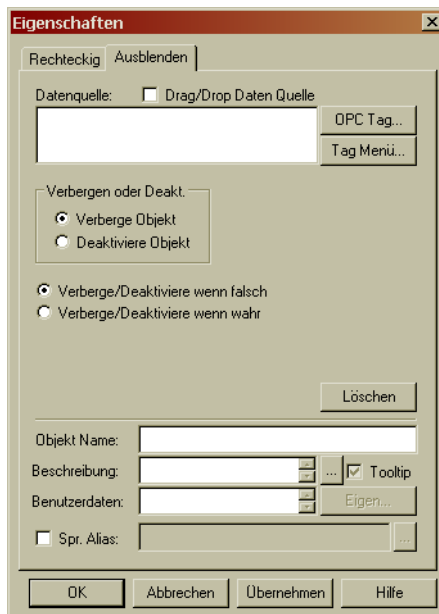 Eigenschaften
Rechteckig Ausblenden
Datenquelle: Drag/Drop Daten Quelle
OPC Tag...
Tag Menü...
Verbergen oder Deakt.
Verberge Objekt
Deaktiviere Objekt
Verberge/Deaktiviere wenn falsch
Verberge/Deaktiviere wenn wahr
Löschen
Objekt Name:
Beschreibung: ... Tooltip
Benutzerdaten: Eigen...
Spr. Alias: ...
OK Abbrechen Übernehmen Hilfe